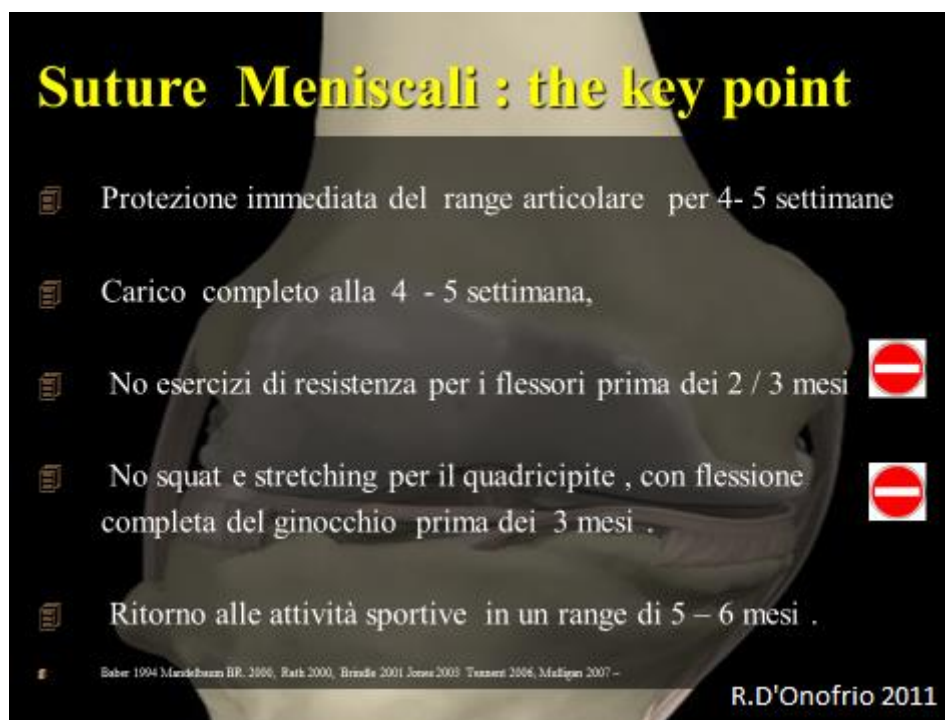 Suture Meniscali : the key point
Protezione immediata del range articolare per 4- 5 settimane
Carico completo alla 4 - 5 settimana,
No esercizi di resistenza per i flessori prima dei 2 / 3 mesi
No squat e stretching per il quadricipite , con flessione
completa del ginocchio prima dei 3 mesi .
Ritorno alle attività sportive in un range di 5 – 6 mesi .
Baber 1994 Mandelbaum BR. 2000, Rath 2000, Brindle 2001 Jones 2003 Tennent 2006, Mulligan 2007 –
R.D'Onofrio 2011